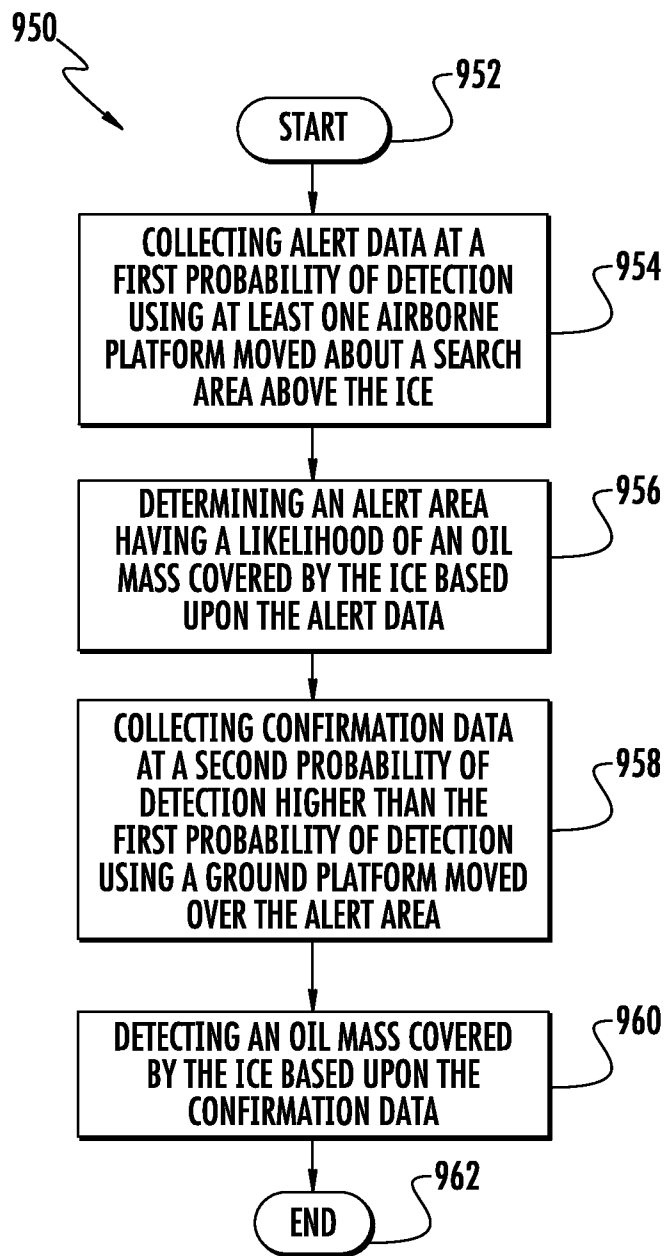 950
952
START
COLLECTING ALERT DATA AT A
FIRST PROBABILITY OF DETECTION
USING AT LEAST ONE AIRBORNE
PLATFORM MOVED ABOUT A SEARCH
AREA ABOVE THE ICE
954
DETERMINING AN ALERT AREA
HAVING A LIKELIHOOD OF AN OIL
MASS COVERED BY THE ICE BASED
UPON THE ALERT DATA
956
COLLECTING CONFIRMATION DATA
AT A SECOND PROBABILITY OF
DETECTION HIGHER THAN THE
FIRST PROBABILITY OF DETECTION
USING A GROUND PLATFORM MOVED
OVER THE ALERT AREA
958
DETECTING AN OIL MASS COVERED
BY THE ICE BASED UPON THE
CONFIRMATION DATA
960
END
962